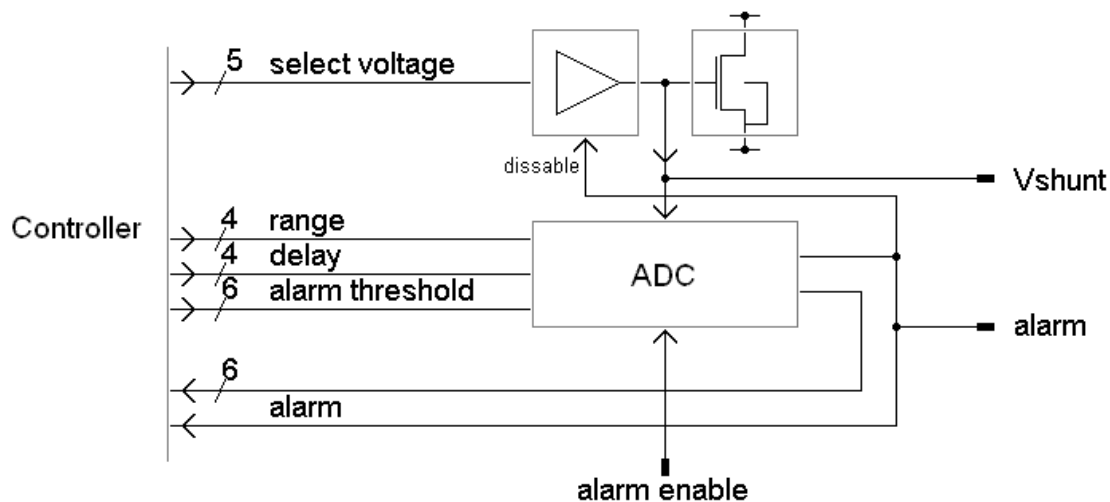 5 select voltage
dissable
Vshunt
Controller
4 range
4 delay
ADC
6 alarm threshold
alarm
6
alarm
alarm enable